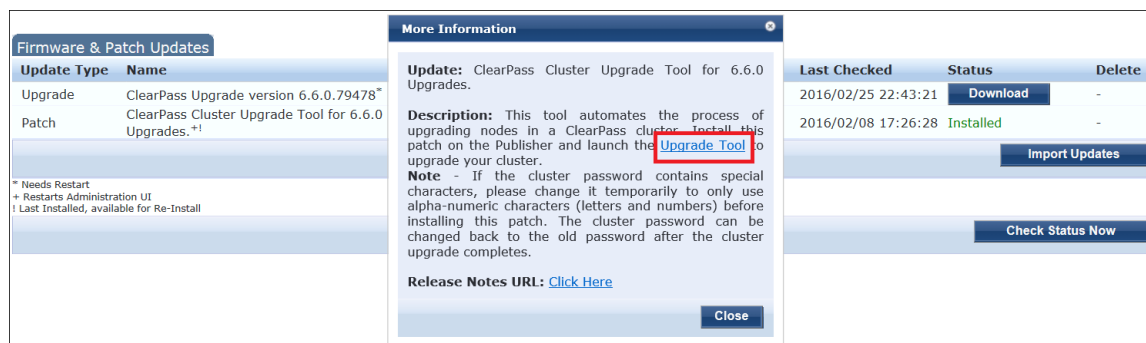 More Information
Firmware & Patch Updates
Update Type Name Last Checked Status Delete
Upgrade ClearPass Upgrade version 6.6.0.79478* 2016/02/25 22:43:21 Download -
Patch ClearPass Cluster Upgrade Tool for 6.6.0 2016/02/08 17:26:28 Installed -
Upgrades.+!
Import Updates
* Needs Restart
+ Restarts Administration UI
! Last Installed, available for Re-Install
Check Status Now
Update: ClearPass Cluster Upgrade Tool for 6.6.0
Upgrades.
Description: This tool automates the process of
upgrading nodes in a ClearPass cluster. Install this
patch on the Publisher and launch the Upgrade Tool to
upgrade your cluster.
Note - If the cluster password contains special
characters, please change it temporarily to only use
alpha-numeric characters (letters and numbers) before
installing this patch. The cluster password can be
changed back to the old password after the cluster
upgrade completes.
Release Notes URL: Click Here
Close